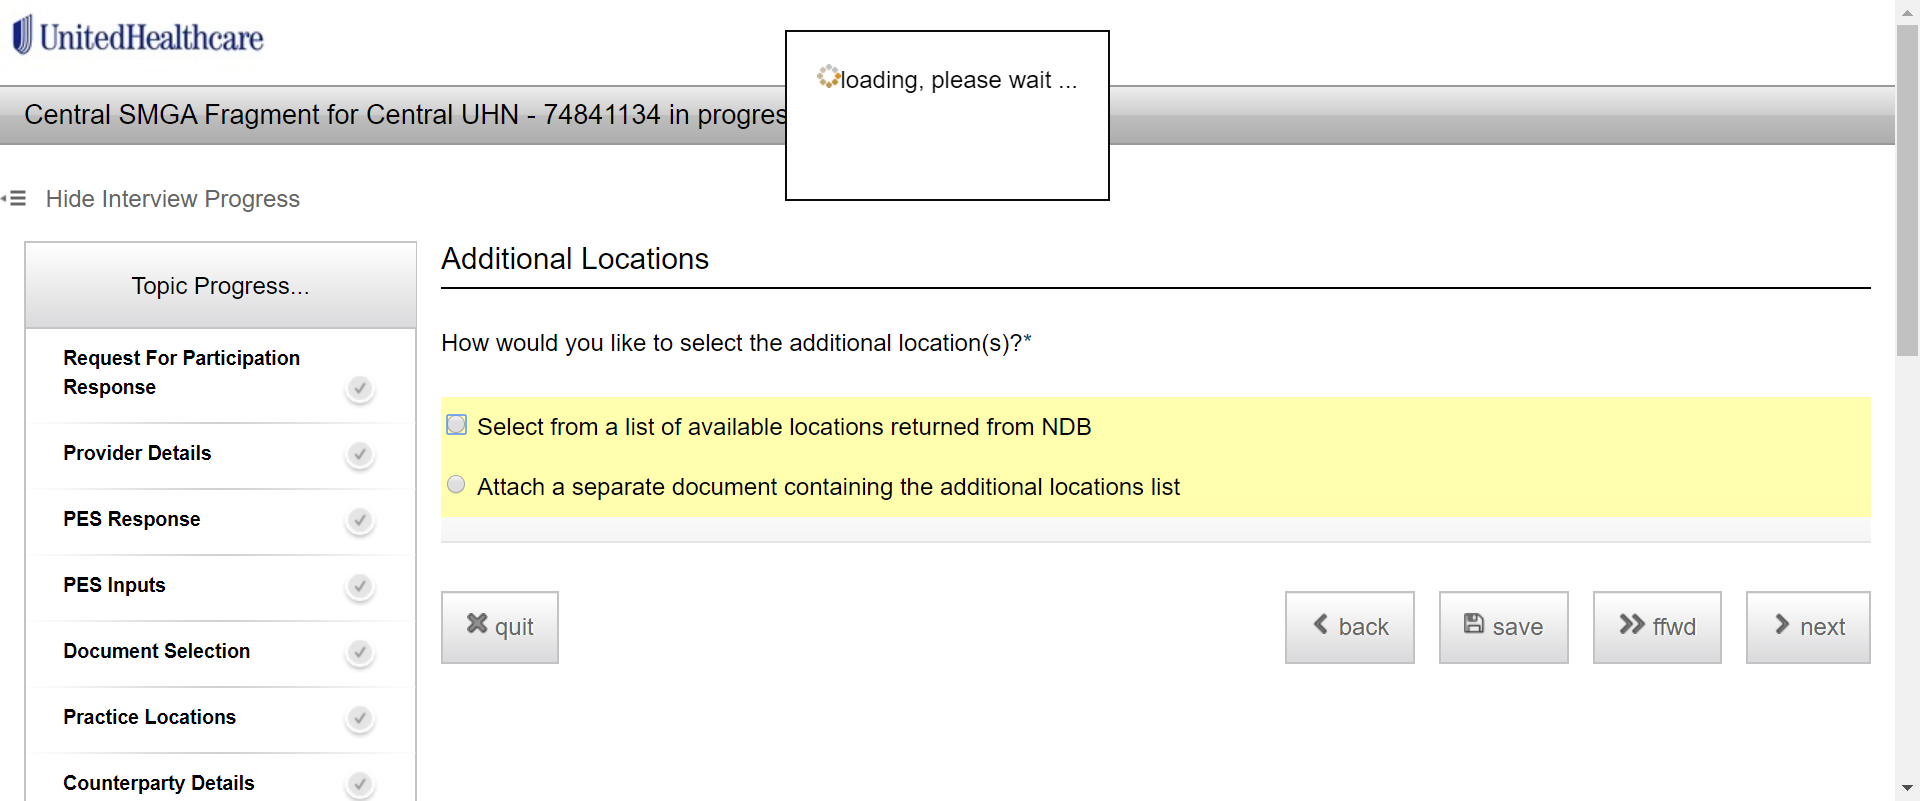 UnitedHealthcare
loading, please wait ...
Central SMGA Fragment for Central UHN - 74841134 in progres
Hide Interview Progress
Topic Progress...
Request For Participation
Response
Provider Details
PES Response
PES Inputs
Document Selection
Practice Locations
Counterparty Details
Additional Locations
How would you like to select the additional location(s)?*
Select from a list of available locations returned from NDB
Attach a separate document containing the additional locations list
quit
back
save
ffwd
next